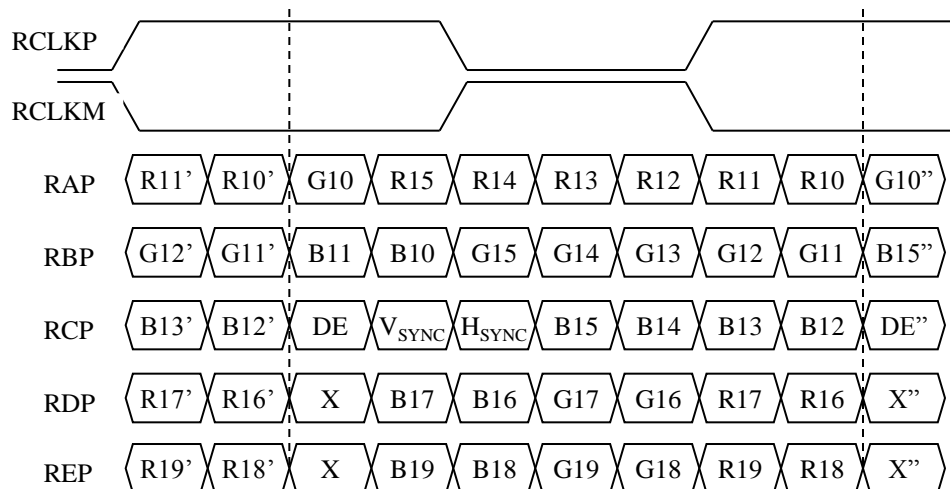 RCLKP
RCLKM
RAP R11’ R10’ G10 R15 R14 R13 R12 R11 R10 G10”
RBP G12’ G11’ B11 B10 G15 G14 G13 G12 G11 B15”
RCP B13’ B12’ DE VSYNC HSYNC B15 B14 B13 B12 DE”
RDP R17’ R16’ X B17 B16 G17 G16 R17 R16 X”
REP R19’ R18’ X B19 B18 G19 G18 R19 R18 X”